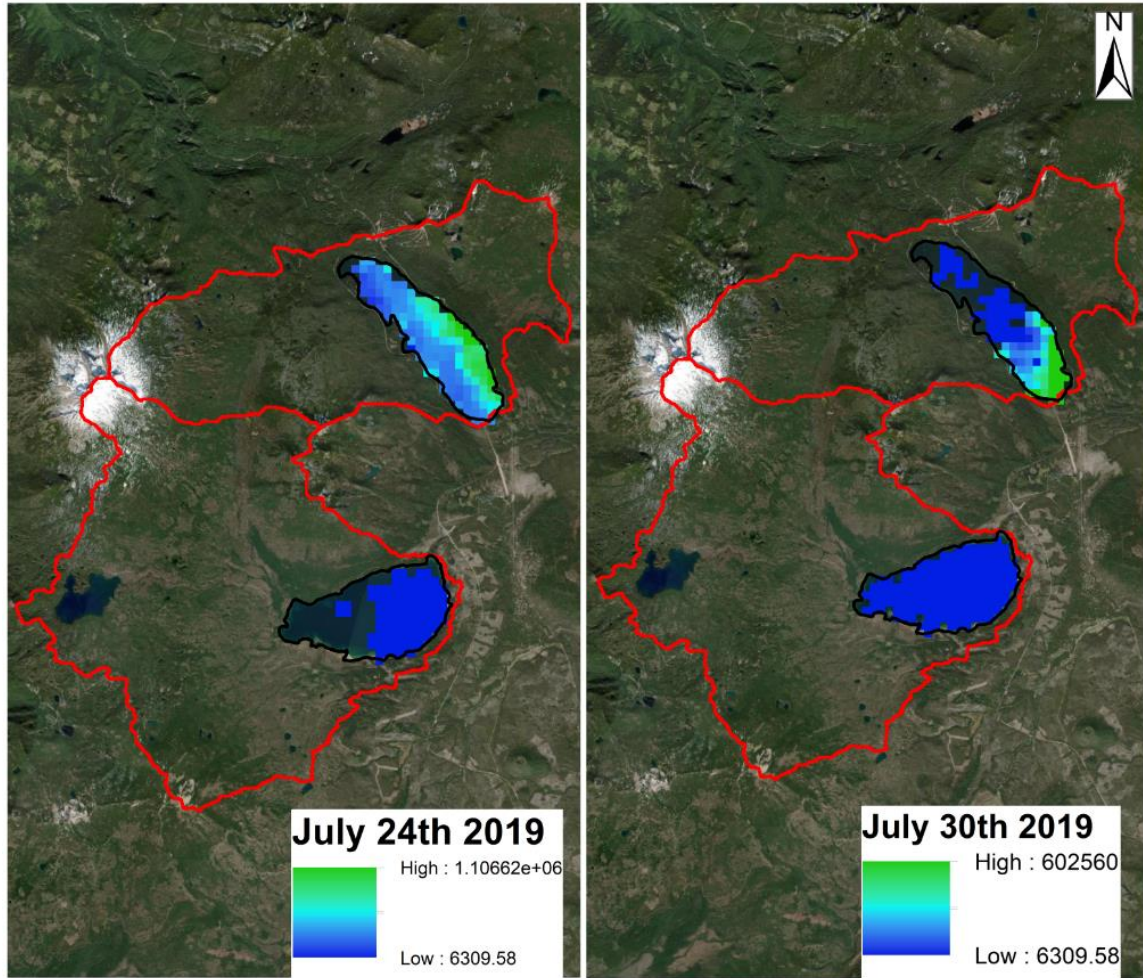 N
July 24th 2019
High : 1.10662e+06
Low : 6309.58
July 30th 2019
High : 602560
Low : 6309.58